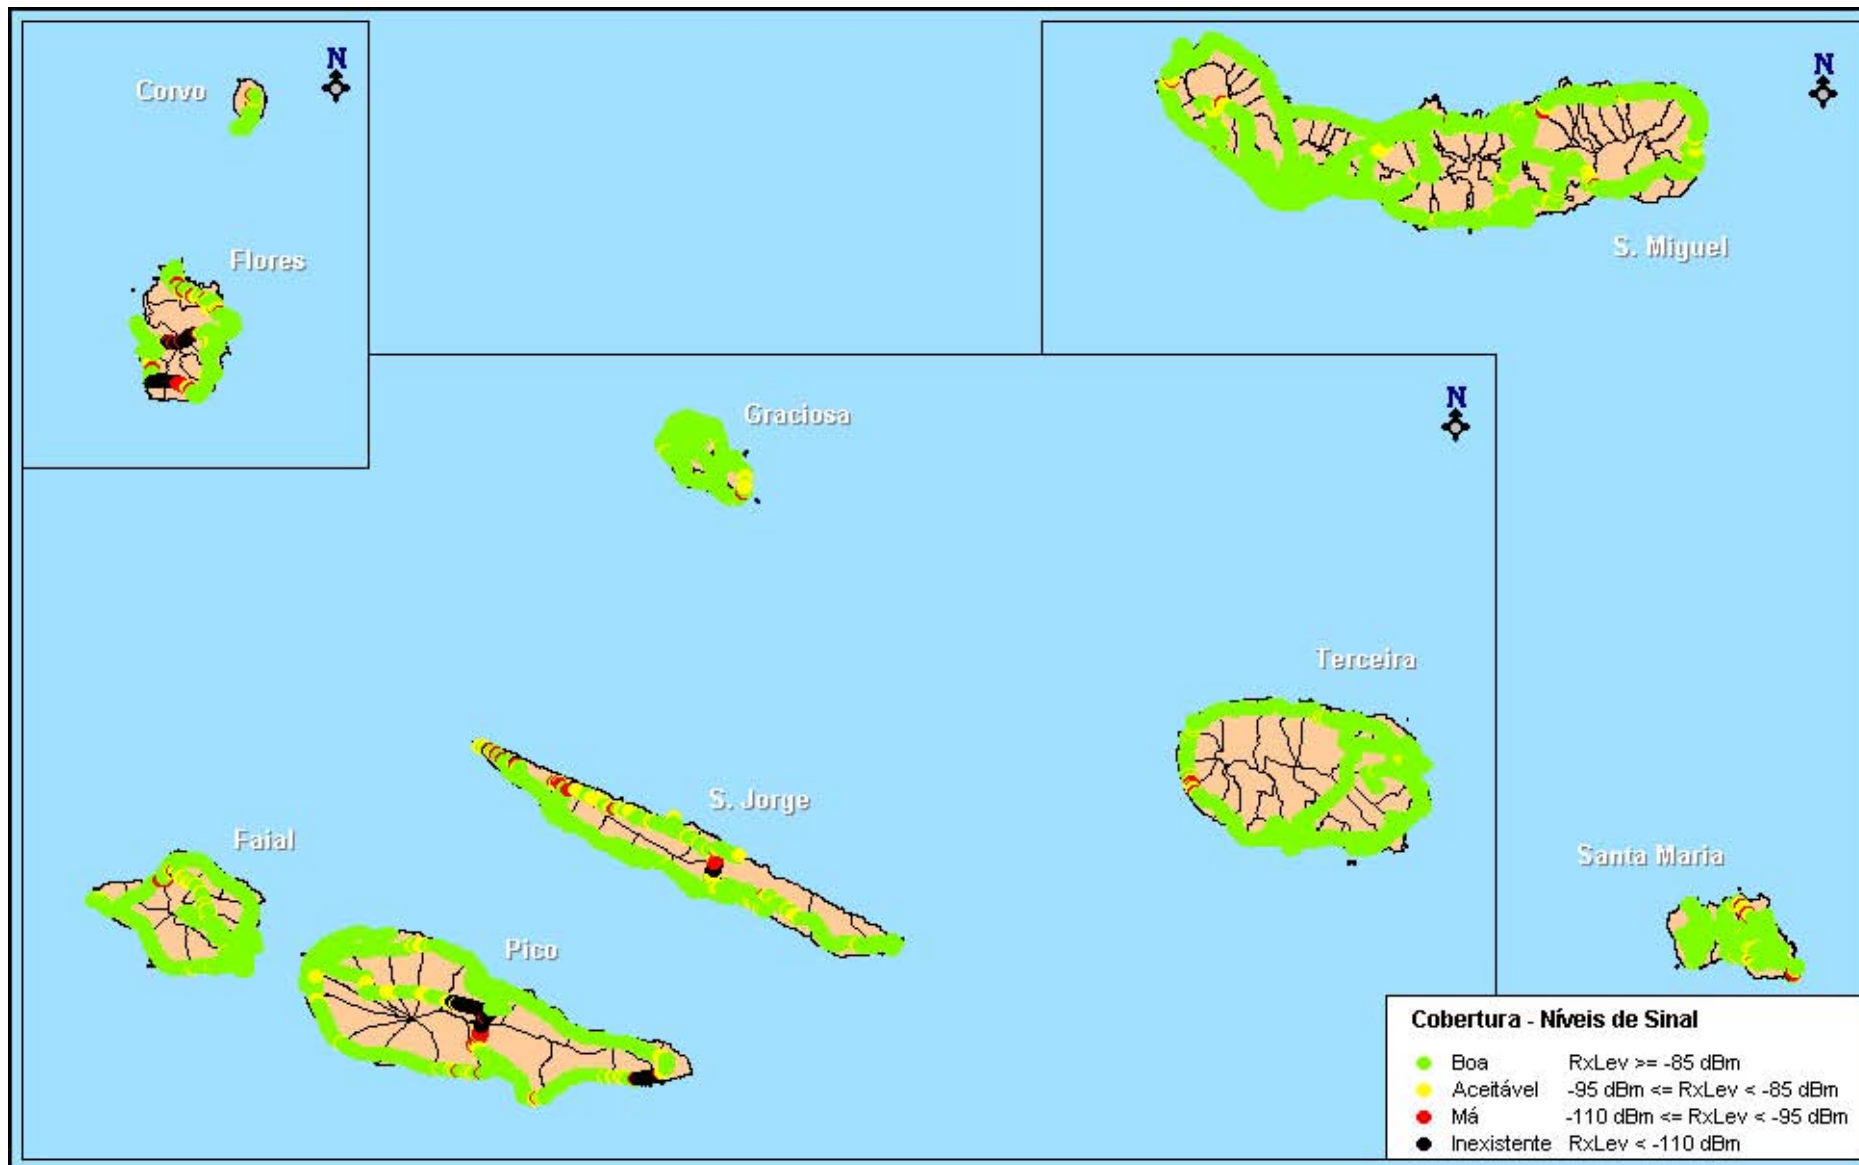 N
Corvo
Flores
N
S. Miguel
N
Graciosa
Terceira
S. Jorge
Faial
Pico
Santa Maria
Cobertura - Níveis de Sinal
Boa RxLev >= -85 dBm
Aceitável -95 dBm <= RxLev < -85 dBm
Má -110 dBm <= RxLev < -95 dBm
Inexistente RxLev < -110 dBm